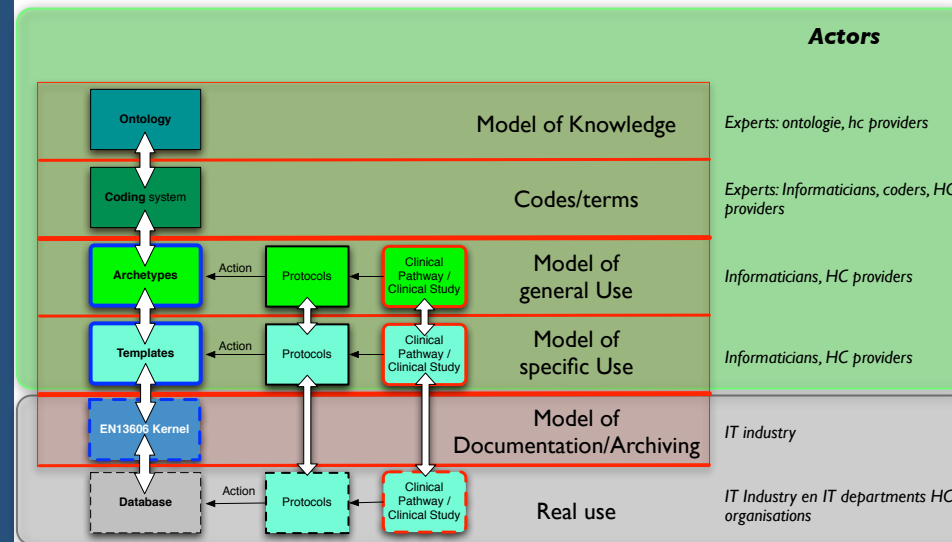 Actors
Ontology
Model of Knowledge
Experts: ontologie, hc providers
Coding system
Codes/terms
Experts: Informaticians, coders, HC
providers
Archetypes
Action
Protocols
Clinical
Pathway /
Clinical Study
Model of
general Use
Informaticians, HC providers
Templates
Action
Protocols
Clinical
Pathway /
Clinical Study
Model of
specific Use
Informaticians, HC providers
EN13606 Kernel
Model of
Documentation/Archiving
IT industry
Database
Action
Protocols
Clinical
Pathway /
Clinical Study
Real use
IT Industry en IT departments HC
organisations